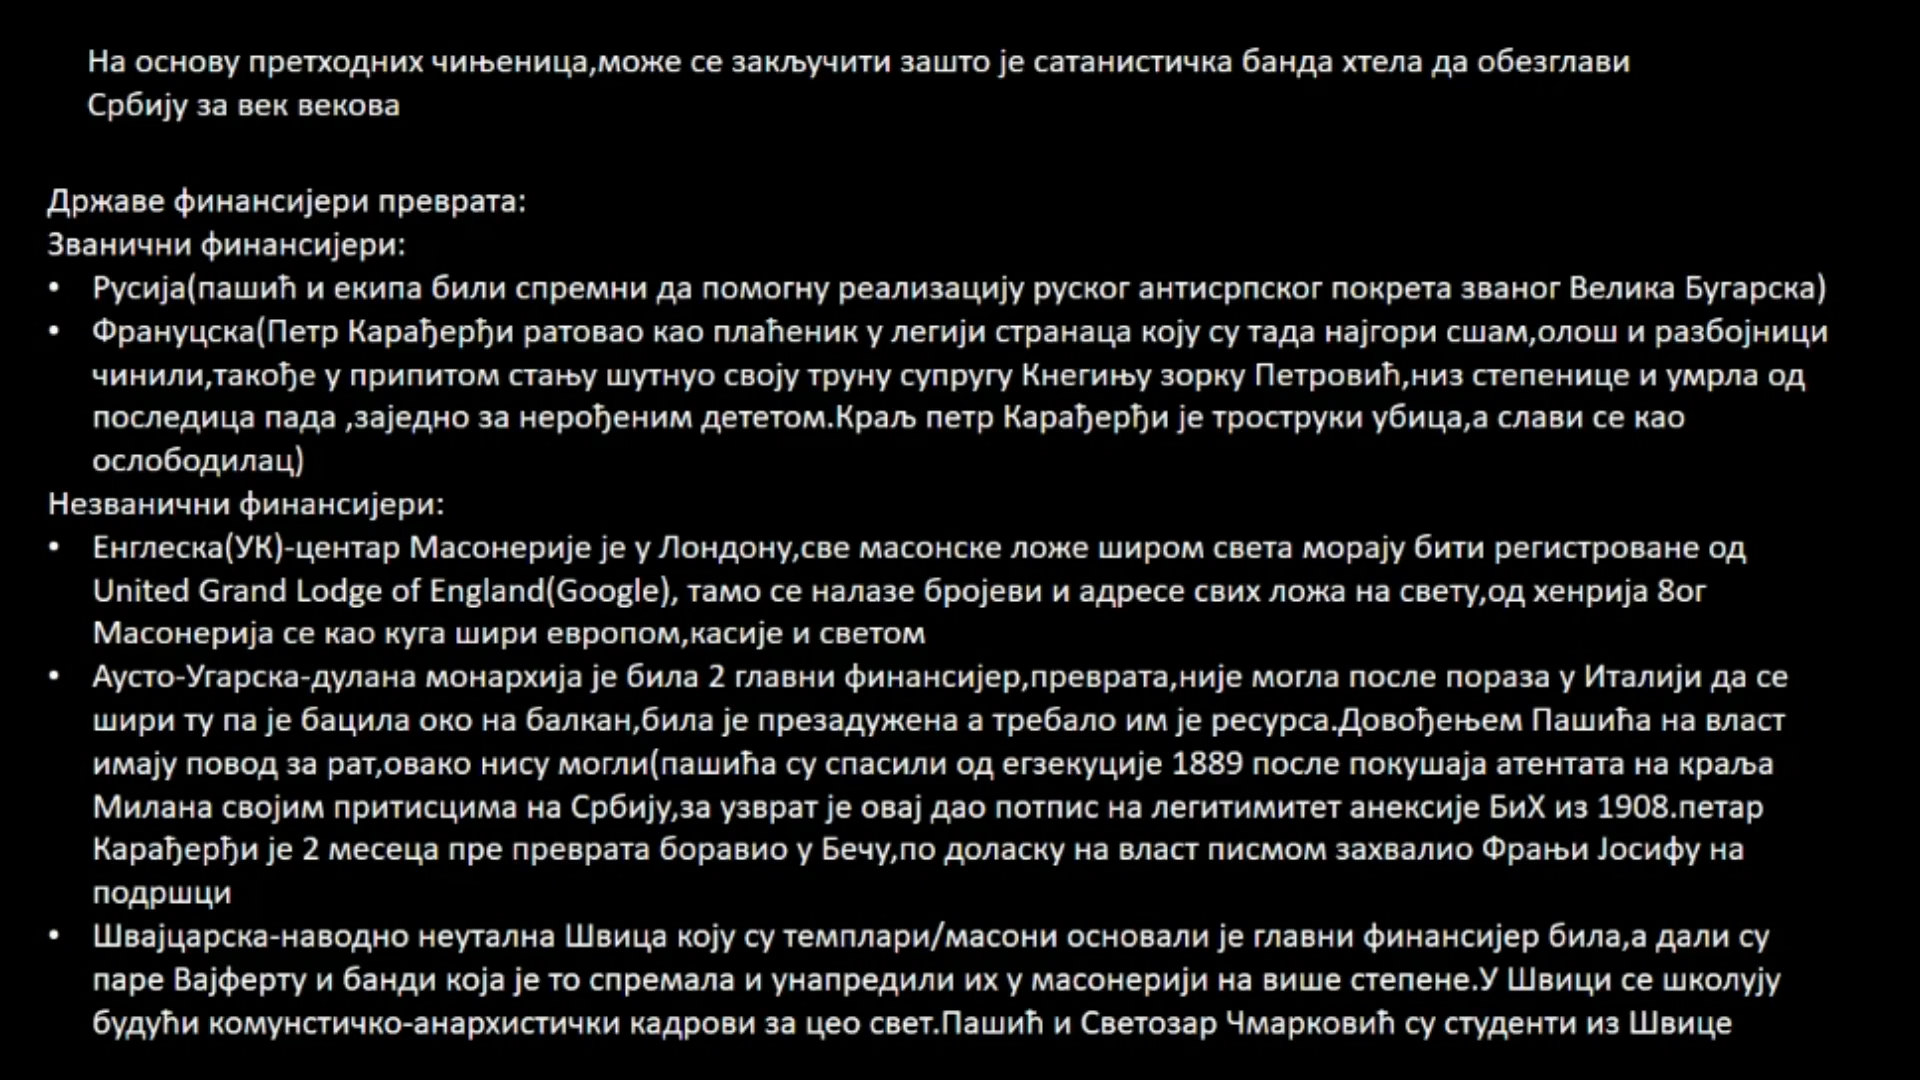 На основу претходних чињеница,може се закључити зашто је сатанистичка банда хтела да обезглави
Србију за век векова
Државе финансијери преврата:
Званични финансијери:
• Русија(пашић и екипа били спремни да помогну реализацију руског антисрпског покрета званог Велика Бугарска)
• Брануцска(Петр Карађерђи ратовао као плаћеник у легији странаца коју су тада најгори сшам,олош и разбојници
чинили,такође у припитом стању шутнуо своју труну супругу Кнегињу зорку Петровић,низ степенице и умрла од
последица пада ,заједно за нерођеним дететом.Краљ петр Карађерђи је троструки убица,а слави се као
ослободилац)
Незванични финансијери:
• Енглеска(УК)-центар Масонерије је у Лондону,све масонске ложе широм света морају бити регистроване од
United Grand Lodge of England(Google), тамо се налазе бројеви и адресе свих ложа на свету,од хенрија 8ог
Масонерија се као куга шири европом,касије и светом
• Аусто-Угарска-дулана монархија је била 2 главни финансијер,преврата,није могла после пораза у Италији да се
шири ту па је бацила око на балкан,била је презадужена а требало им је ресурса.Довођењем Пашића на власт
имају повод за рат,овако нису могли(пашића су спасили од егзекуције 1889 после покушаја атентата на краља
Милана својим притисцима на Србију,за узврат је овај дао потпис на легитимитет анексије БиХ из 1908.петар
Карађерђи је 2 месеца пре преврата боравио у Бечу,по доласку на власт писмом захвалио Фрањи Јосифу на
подршци
• Швајцарска-наводно неутална Швица коју су темплари/масони основали је главни финансијер била,а дали су
паре Вајферту и банди која је то спремала и унапредили их у масонерији на више степене.У Швици се школују
будући комунстичко-анархистички кадрови за цео свет.Пашић и Светозар Чмарковић су студенти из Швице